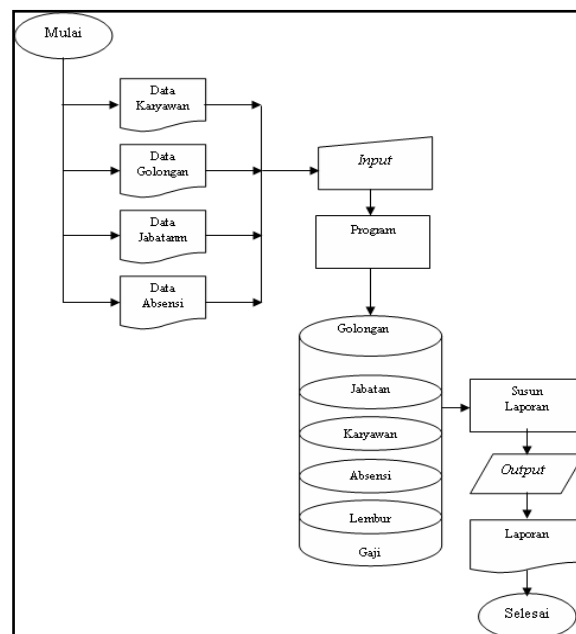 Mulai
Data
Karyawan
Data
Golongan
Data
Jabatanm
Data
Absensi
Input
Program
Golongan
Jabatan
Karyawan
Absensi
Lembur
Gaji
Susun
Laporan
Output
Laporan
Selesai